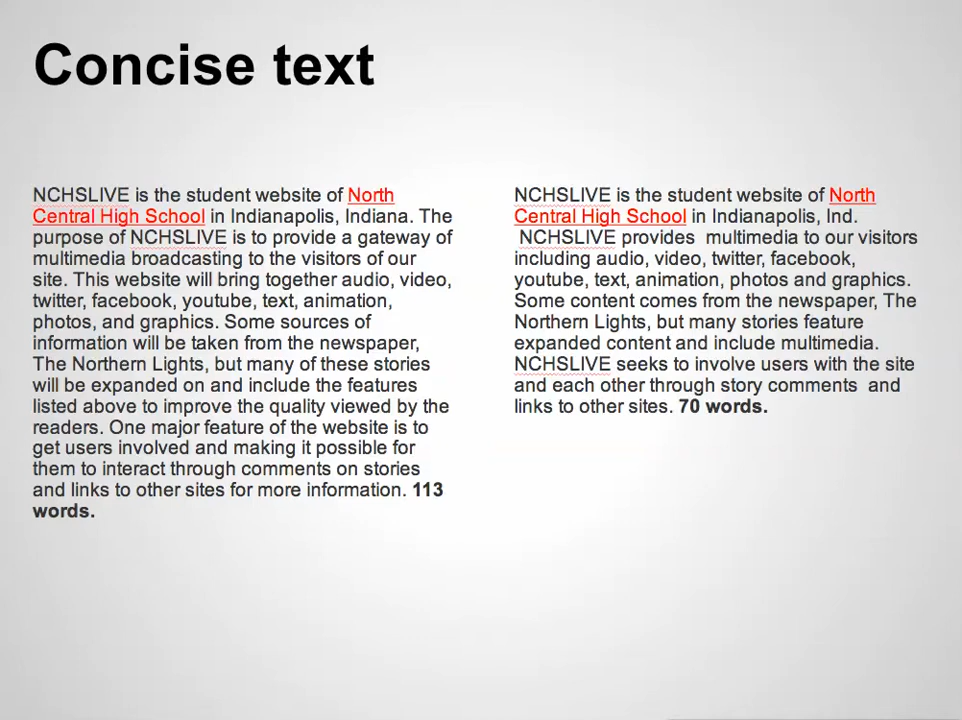 Concise text
NCHSLIVE is the student website of North
Central High School in Indianapolis, Indiana. The
purpose of NCHSLIVE is to provide a gateway of
multimedia broadcasting to the visitors of our
site. This website will bring together audio, video,
twitter, facebook, youtube, text, animation,
photos, and graphics. Some sources of
information will be taken from the newspaper,
The Northern Lights, but many of these stories
will be expanded on and include the features
listed above to improve the quality viewed by the
readers. One major feature of the website is to
get users involved and making it possible for
them to interact through comments on stories
and links to other sites for more information. 113
words.
NCHSLIVE is the student website of North
Central High School in Indianapolis, Ind.
NCHSLIVE provides  multimedia to our visitors
including audio, video, twitter, facebook,
youtube, text, animation, photos and graphics.
Some content comes from the newspaper, The
Northern Lights, but many stories feature
expanded content and include multimedia.
NCHSLIVE seeks to involve users with the site
and each other through story comments  and
links to other sites. 70 words.